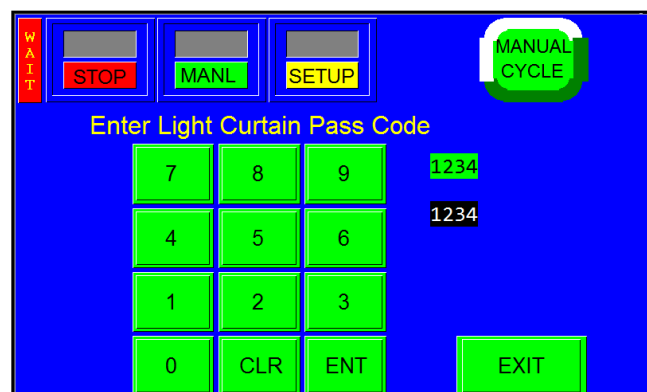 WAIT
STOP
MANL
SETUP
MANUAL
CYCLE
Enter Light Curtain Pass Code
7 8 9 1234
1234
4 5 6
1 2 3
0 CLR ENT EXIT